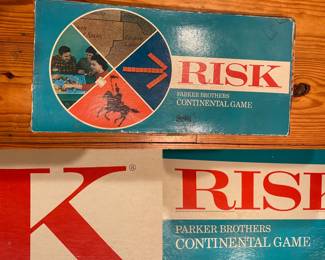 RISK
PARKER BROTHERS
CONTINENTAL GAME
K®
RISK
PARKER BROTHERS
CONTINENTAL GAME